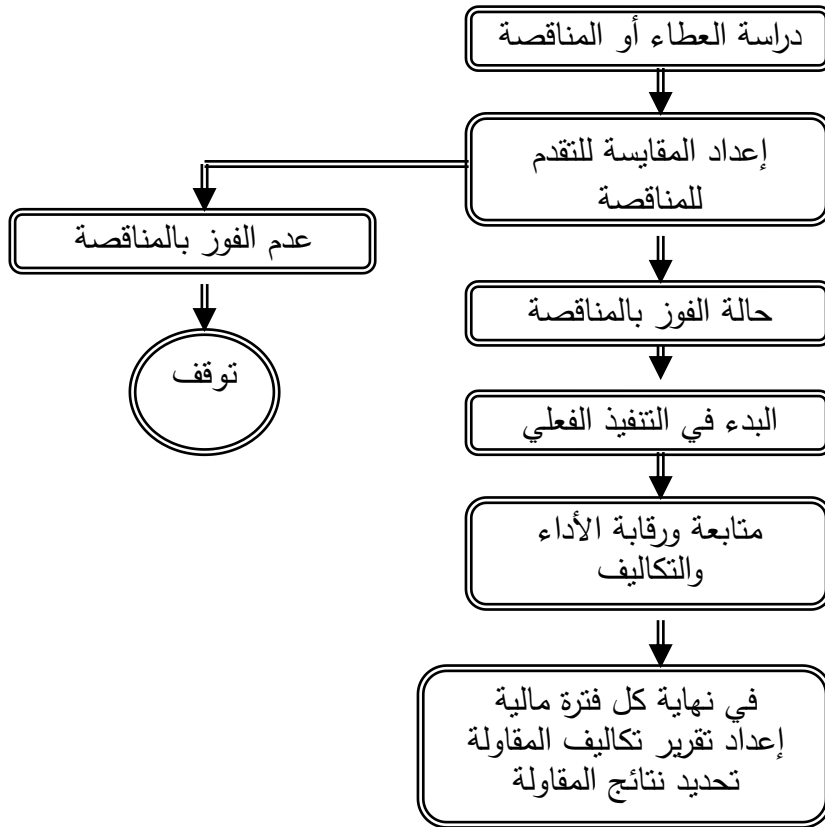 دراسة العطاء أو المناقصة
إعداد المقايسة للتقدم
للمناقصة
عدم الفوز بالمناقصة
حالة الفوز بالمناقصة
توقف
البدء في التنفيذ الفعلي
متابعة ورقابة الأداء
والتكاليف
في نهاية كل فترة مالية
إعداد تقرير تكاليف المقاولة
تحديد نتائج المقاولة